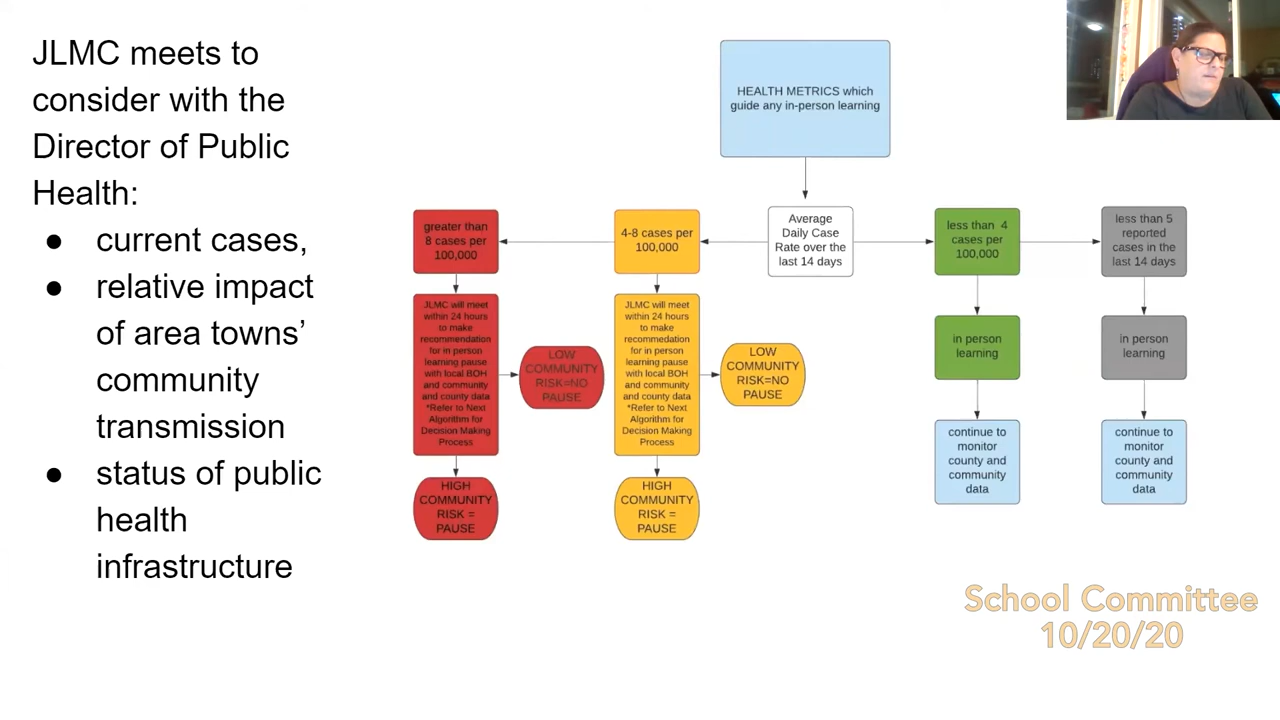 JLMC meets to
consider with the
Director of Public
Health:
● current cases,
● relative impact
of area towns'
community
transmission
● status of public
health
infrastructure
HEALTH METRICS which
guide any in-person learning
greater than
8 cases per
100,000
4-8 cases per
100,000
Average
Daily Case
Rate over the
last 14 days
less than 4
cases per
100,000
less than 5
reported
cases in the
last 14 days
JLMC will meet
within 24 hours
to make
recommendation
for in person
learning pause
with local BOH
and community
and county data
*Refer to Next
Algorithm for
Decision Making
Process
LOW
COMMUNITY
RISK=NO
PAUSE
JLMC will meet
within 24 hours
to make
recommedation
for in person
learning pause
with local BOH
and community
and county data
*Refer to Next
Algorithm for
Decision Making
Process
LOW
COMMUNITY
RISK=NO
PAUSE
in person
learning
in person
learning
HIGH
COMMUNITY
RISK =
PAUSE
HIGH
COMMUNITY
RISK =
PAUSE
continue to
monitor
county and
community
data
continue to
monitor
county and
community
data
School Committee
10/20/20